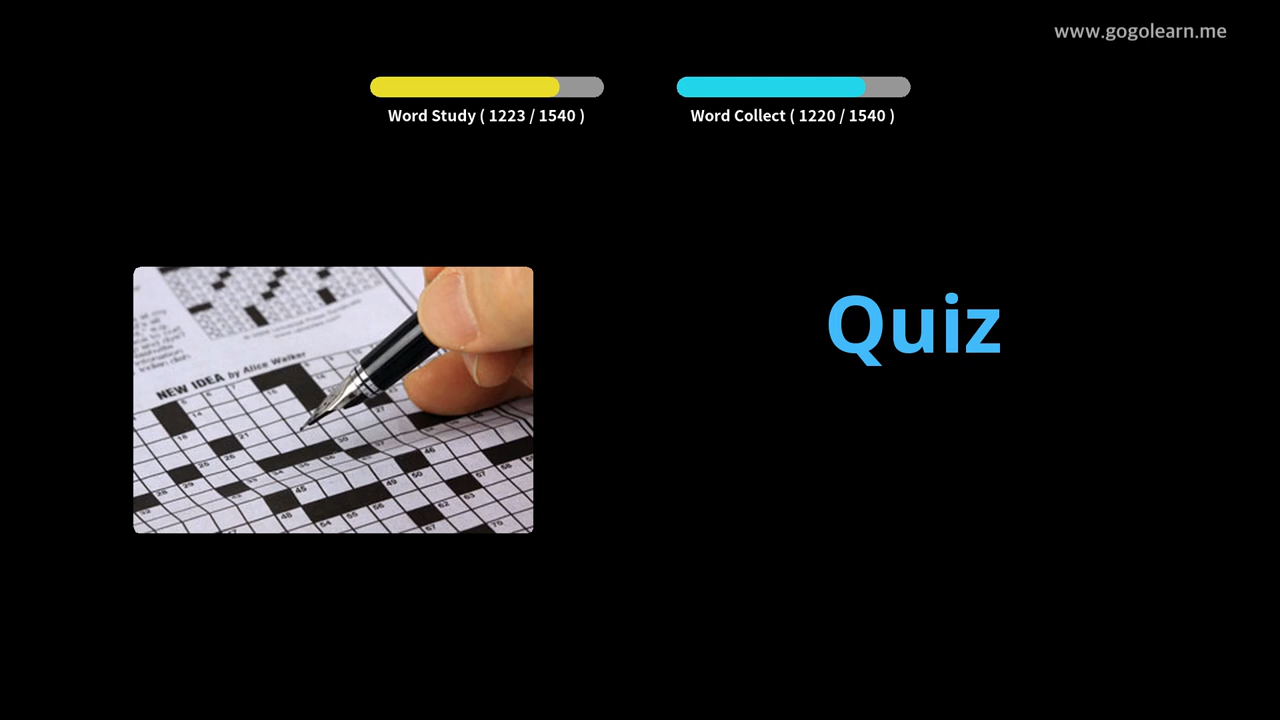 www.gogolearn.me
Word Study ( 1223 / 1540 )
Word Collect ( 1220 / 1540 )
Quiz
NEW IDEA by Alice Walker